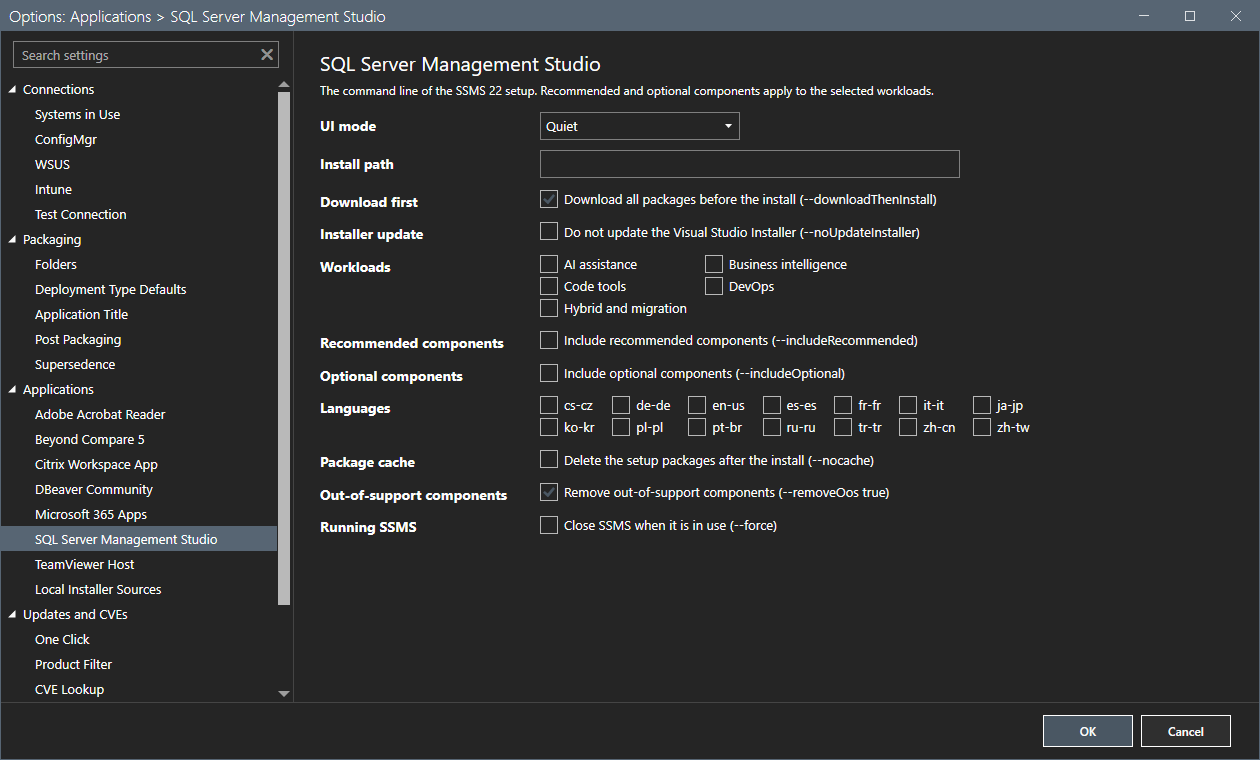 Options: Applications > SQL Server Management Studio
Search settings
Connections
Systems in Use
ConfigMgr
WSUS
Intune
Test Connection
Packaging
Folders
Deployment Type Defaults
Application Title
Post Packaging
Supersedence
Applications
Adobe Acrobat Reader
Beyond Compare 5
Citrix Workspace App
DBeaver Community
Microsoft 365 Apps
SQL Server Management Studio
TeamViewer Host
Local Installer Sources
Updates and CVEs
One Click
Product Filter
CVE Lookup
SQL Server Management Studio
The command line of the SSMS 22 setup. Recommended and optional components apply to the selected workloads.
UI mode Quiet
Install path
Download first Download all packages before the install (--downloadThenInstall)
Installer update Do not update the Visual Studio Installer (--noUpdateInstaller)
Workloads AI assistance Business intelligence
Code tools DevOps
Hybrid and migration
Recommended components Include recommended components (--includeRecommended)
Optional components Include optional components (--includeOptional)
Languages cs-cz de-de en-us es-es fr-fr it-it ja-jp
ko-kr pl-pl pt-br ru-ru tr-tr zh-cn zh-tw
Package cache Delete the setup packages after the install (--nocache)
Out-of-support components Remove out-of-support components (--removeOos true)
Running SSMS Close SSMS when it is in use (--force)
OK Cancel